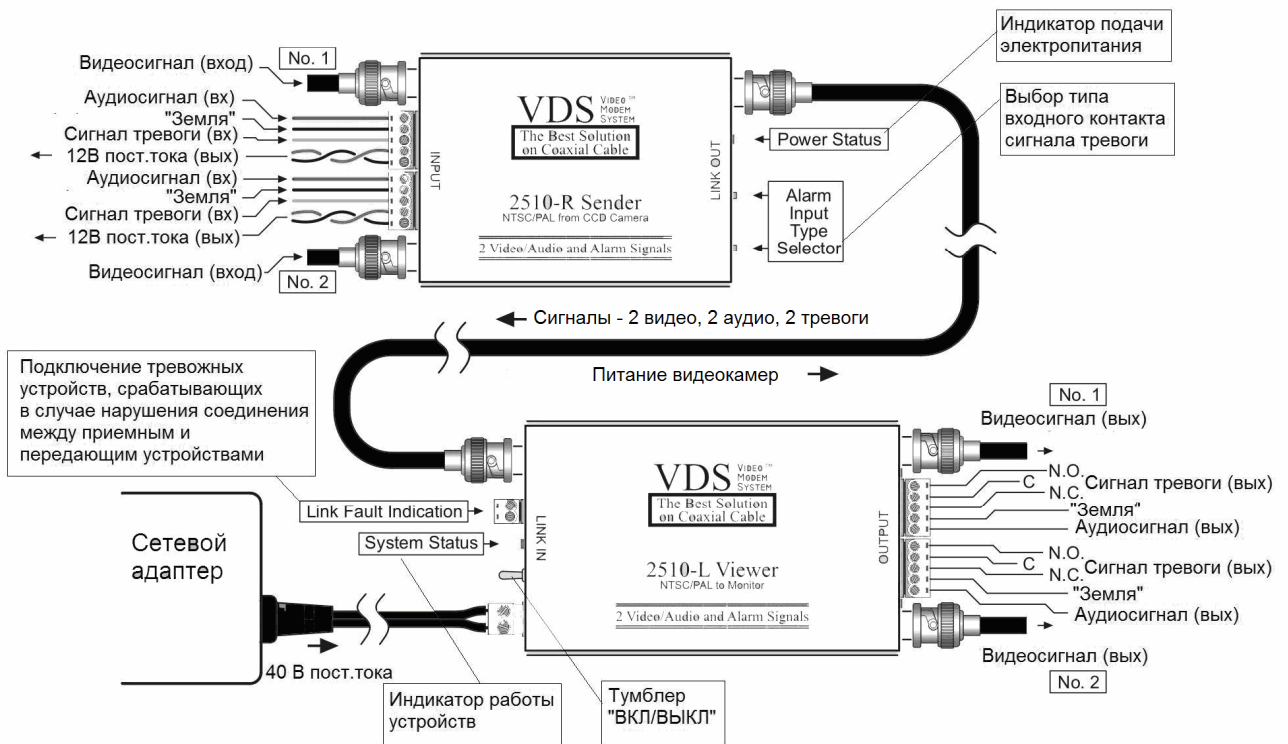 Индикатор подачи
электропитания
Выбор типа
входного контакта
сигнала тревоги
No. 1
Видеосигнал (вход)
Аудиосигнал (вх)
"Земля"
Сигнал тревоги (вх)
12В пост.тока (вых)
Аудиосигнал (вх)
"Земля"
Сигнал тревоги (вх)
12В пост.тока (вых)
Видеосигнал (вход)
No. 2
INPUT
VDS VIDEO ™
MODEM
SYSTEM
The Best Solution
on Coaxial Cable
2510-R Sender
NTSC/PAL from CCD Camera
2 Video/Audio and Alarm Signals
LINK OUT
Power Status
Alarm
Input
Type
Selector
Сигналы - 2 видео, 2 аудио, 2 тревоги
Питание видеокамер
Подключение тревожных
устройств, срабатывающих
в случае нарушения соединения
между приемным и
передающим устройствами
Link Fault Indication
System Status
LINK IN
Сетевой
адаптер
40 В пост.тока
Индикатор работы
устройств
Тумблер
"ВКЛ/ВЫКЛ"
VDS VIDEO ™
MODEM
SYSTEM
The Best Solution
on Coaxial Cable
2510-L Viewer
NTSC/PAL to Monitor
2 Video/Audio and Alarm Signals
OUTPUT
No. 1
Видеосигнал (вых)
N.O.
C Сигнал тревоги (вых)
N.C.
"Земля"
Аудиосигнал (вых)
N.O.
C Сигнал тревоги (вых)
N.C.
"Земля"
Аудиосигнал (вых)
Видеосигнал (вых)
No. 2